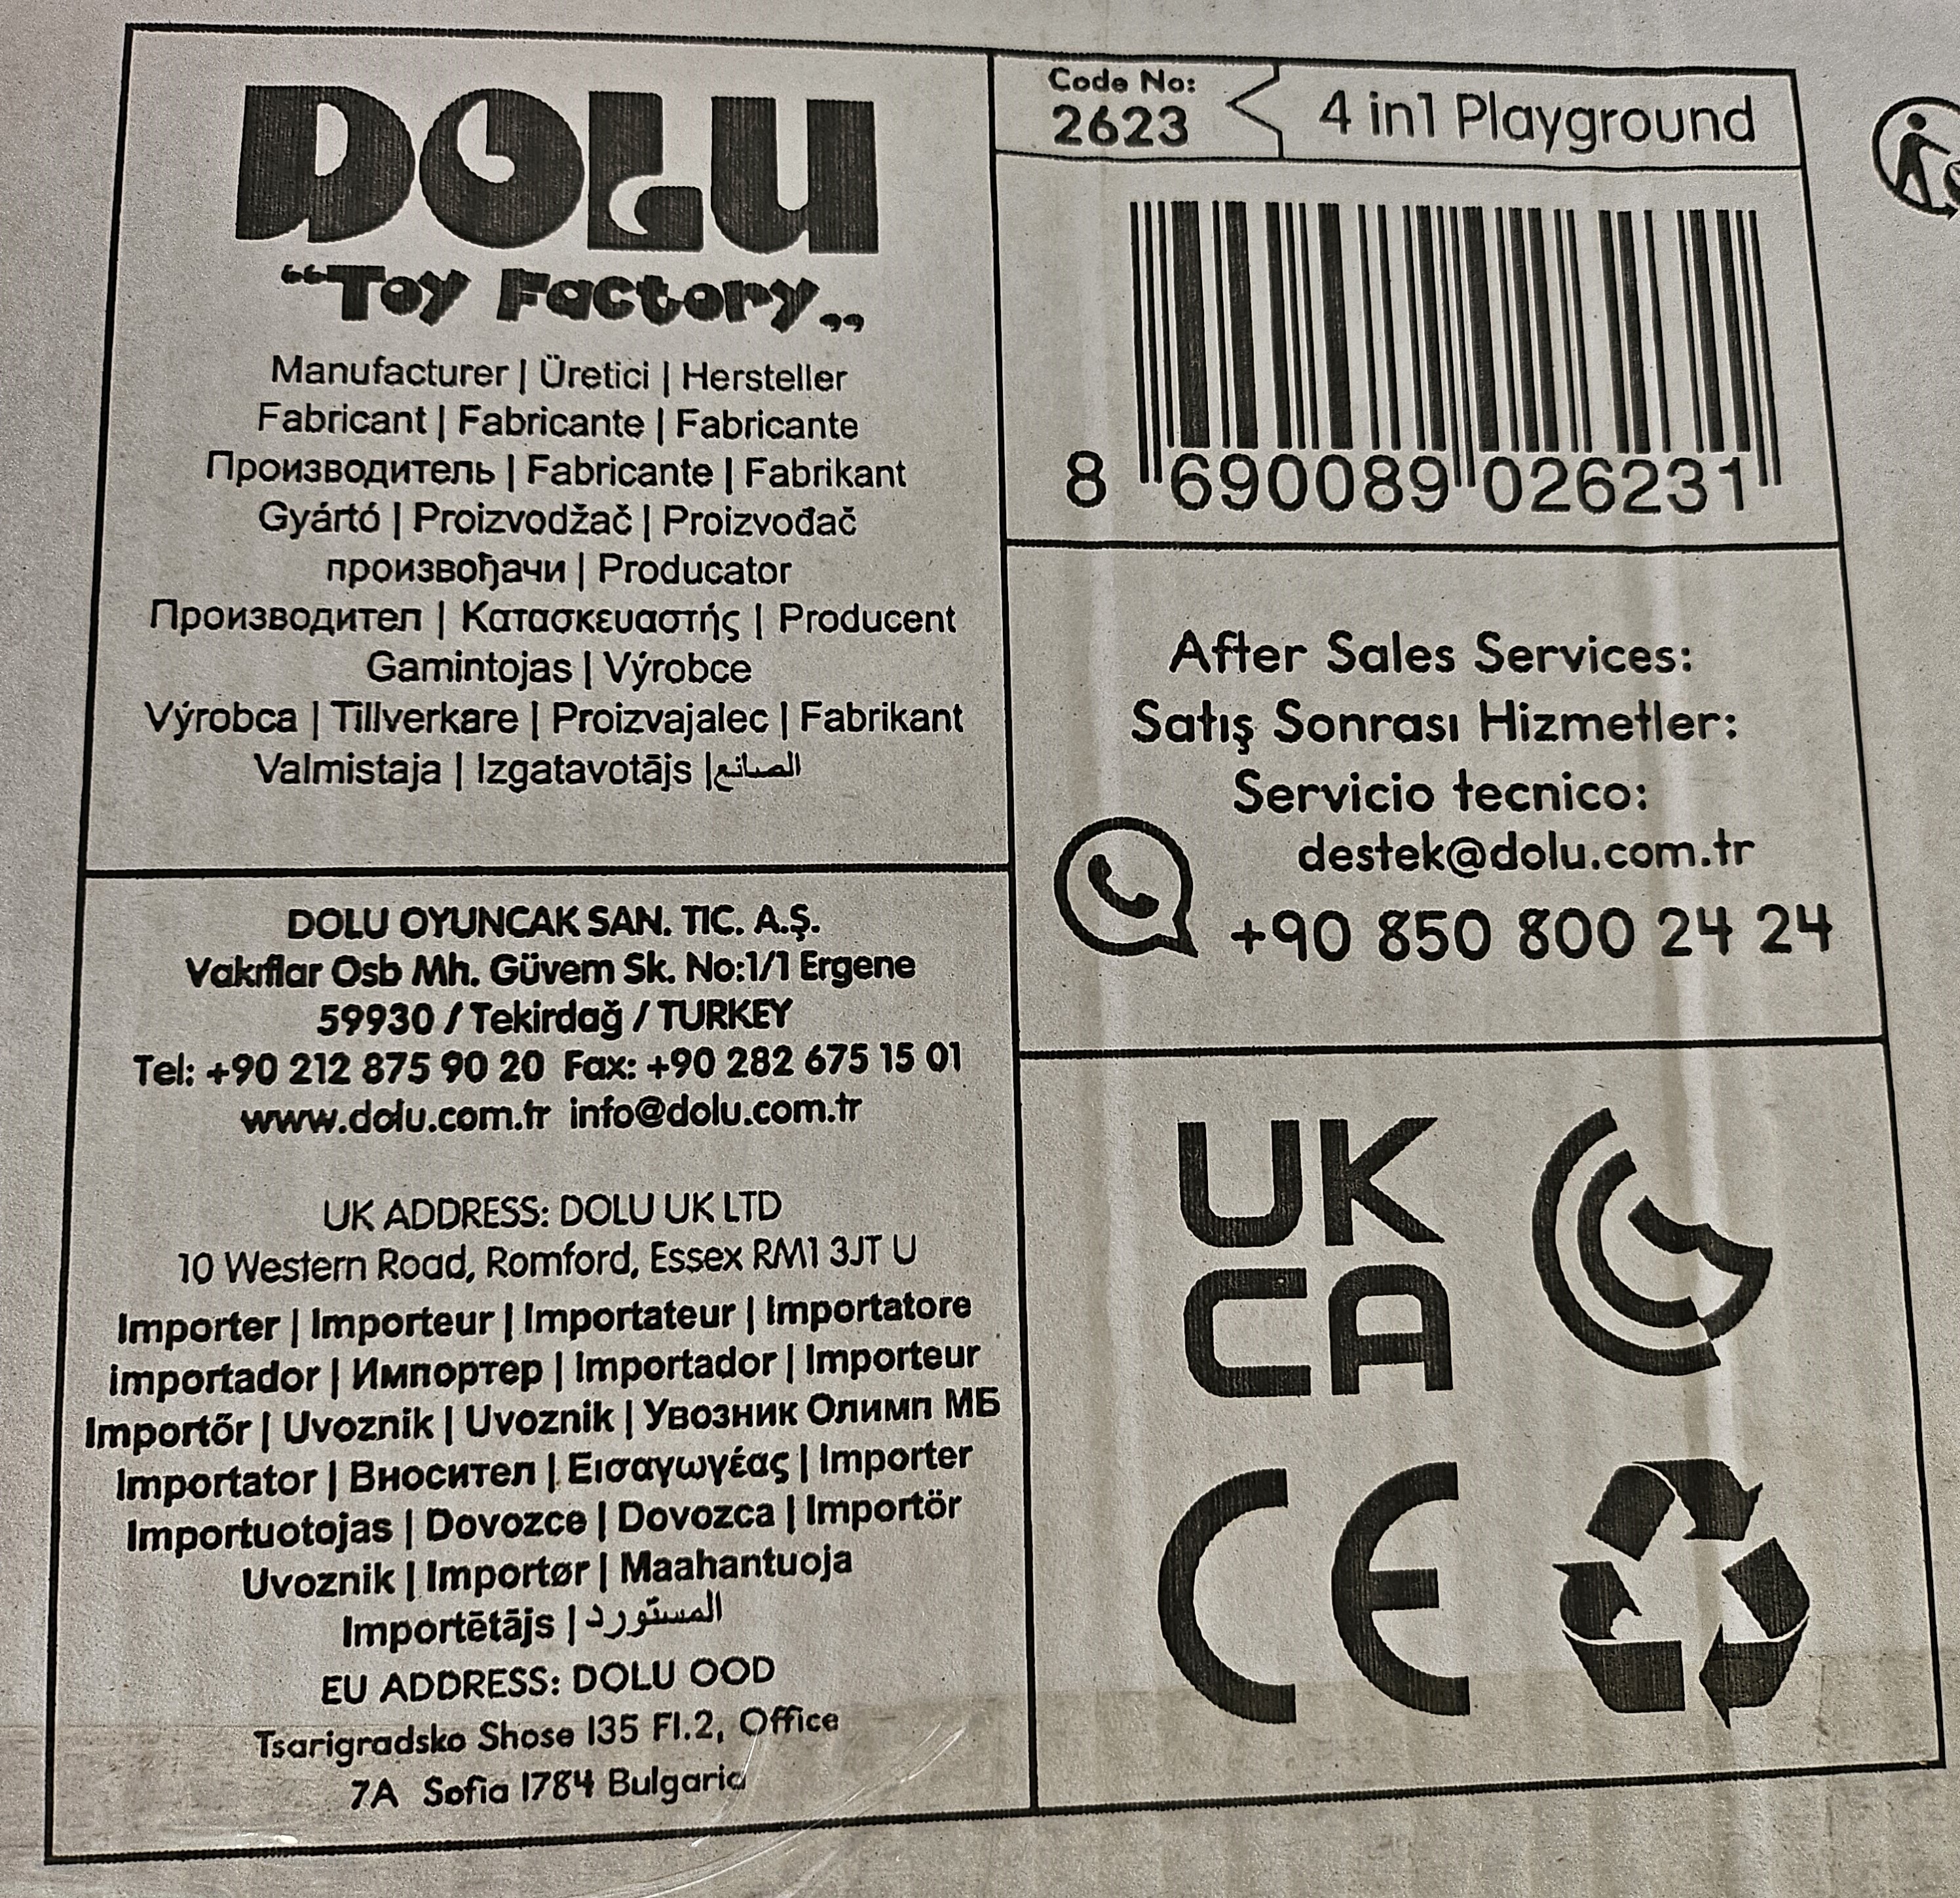 DOLU
“Toy Factory„
Manufacturer | Üretici | Hersteller
Fabricant | Fabricante | Fabricante
Производитель | Fabricante | Fabrikant
Gyártó | Proizvodžač | Proizvođač
произвођачи | Producator
Производител | Κατασκευαστής | Producent
Gamintojas | Výrobce
Výrobca | Tillverkare | Proizvajalec | Fabrikant
Valmistaja | Izgatavotājs |الصانع
DOLU OYUNCAK SAN. TIC. A.Ş.
Vakıflar Osb Mh. Güvem Sk. No:1/1 Ergene
59930 / Tekirdağ / TURKEY
Tel: +90 212 875 90 20 Fax: +90 282 675 15 01
www.dolu.com.tr info@dolu.com.tr
UK ADDRESS: DOLU UK LTD
10 Western Road, Romford, Essex RM1 3JT U
Importer | Importeur | Importateur | Importatore
importador | Импортер | Importador | Importeur
Importőr | Uvoznik | Uvoznik | Увозник Олимп МБ
Importator | Вносител | Εισαγωγέας | Importer
Importuotojas | Dovozce | Dovozca | Importör
Uvoznik | Importør | Maahantuoja
Importētājs | المستورد
EU ADDRESS: DOLU OOD
Tsarigradsko Shose 135 Fl.2, Office
7A Sofia 1784 Bulgaria
Code No:
2623
4 in1 Playground
8 690089 026231
After Sales Services:
Satış Sonrası Hizmetler:
Servicio tecnico:
destek@dolu.com.tr
+90 850 800 24 24
UK
CA
CE